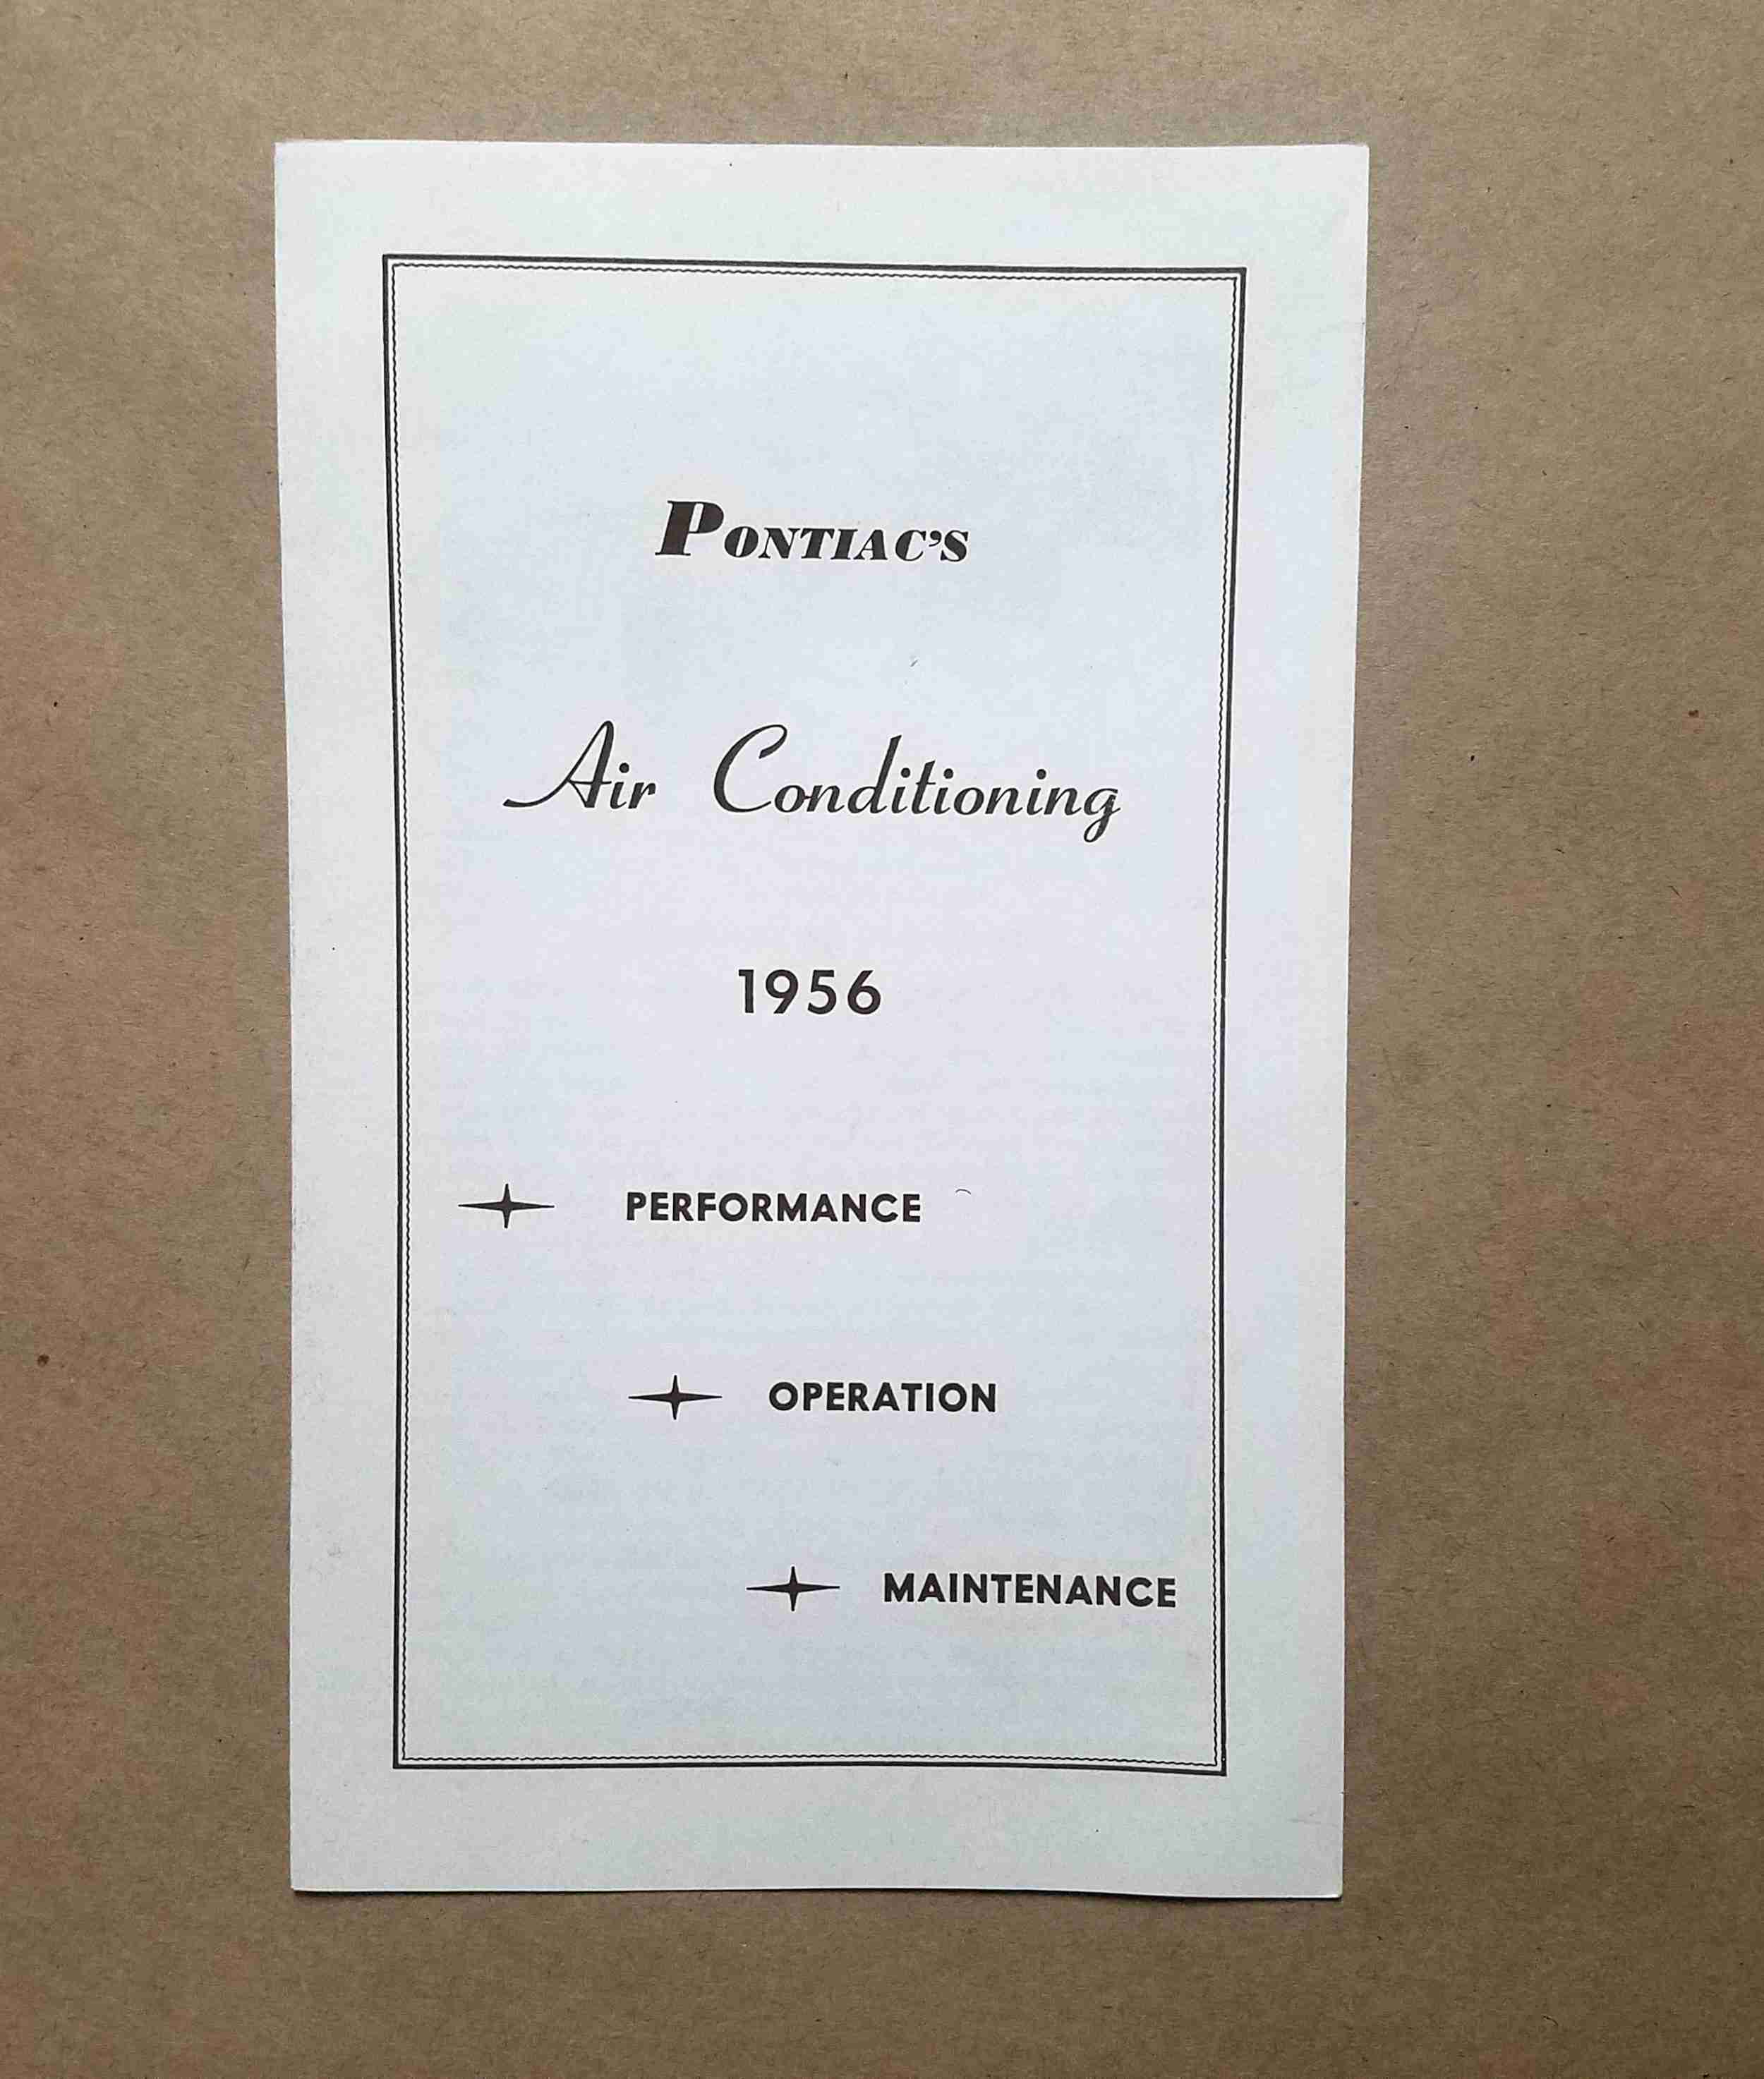 PONTIAC'S
Air Conditioning
1956
PERFORMANCE
OPERATION
MAINTENANCE